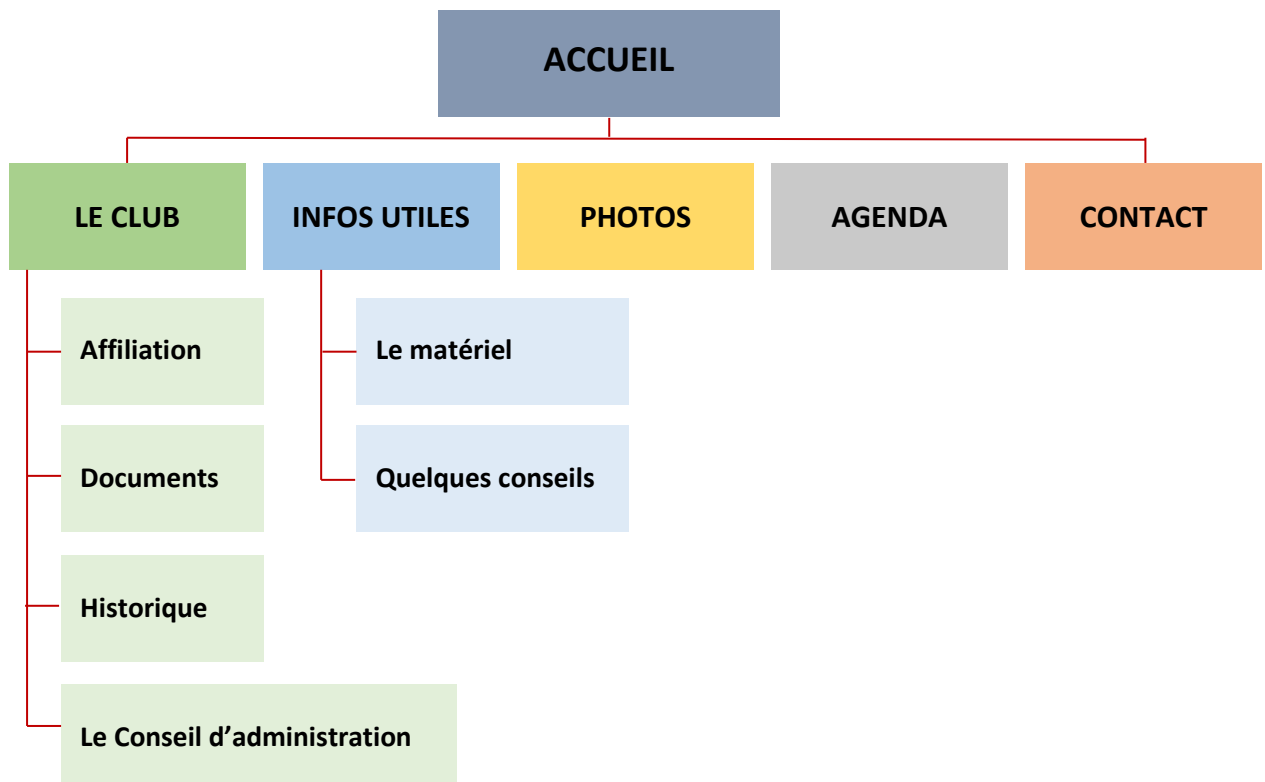 ACCUEIL
LE CLUB
INFOS UTILES
PHOTOS
AGENDA
CONTACT
Affiliation
Documents
Historique
Le Conseil d’administration
Le matériel
Quelques conseils